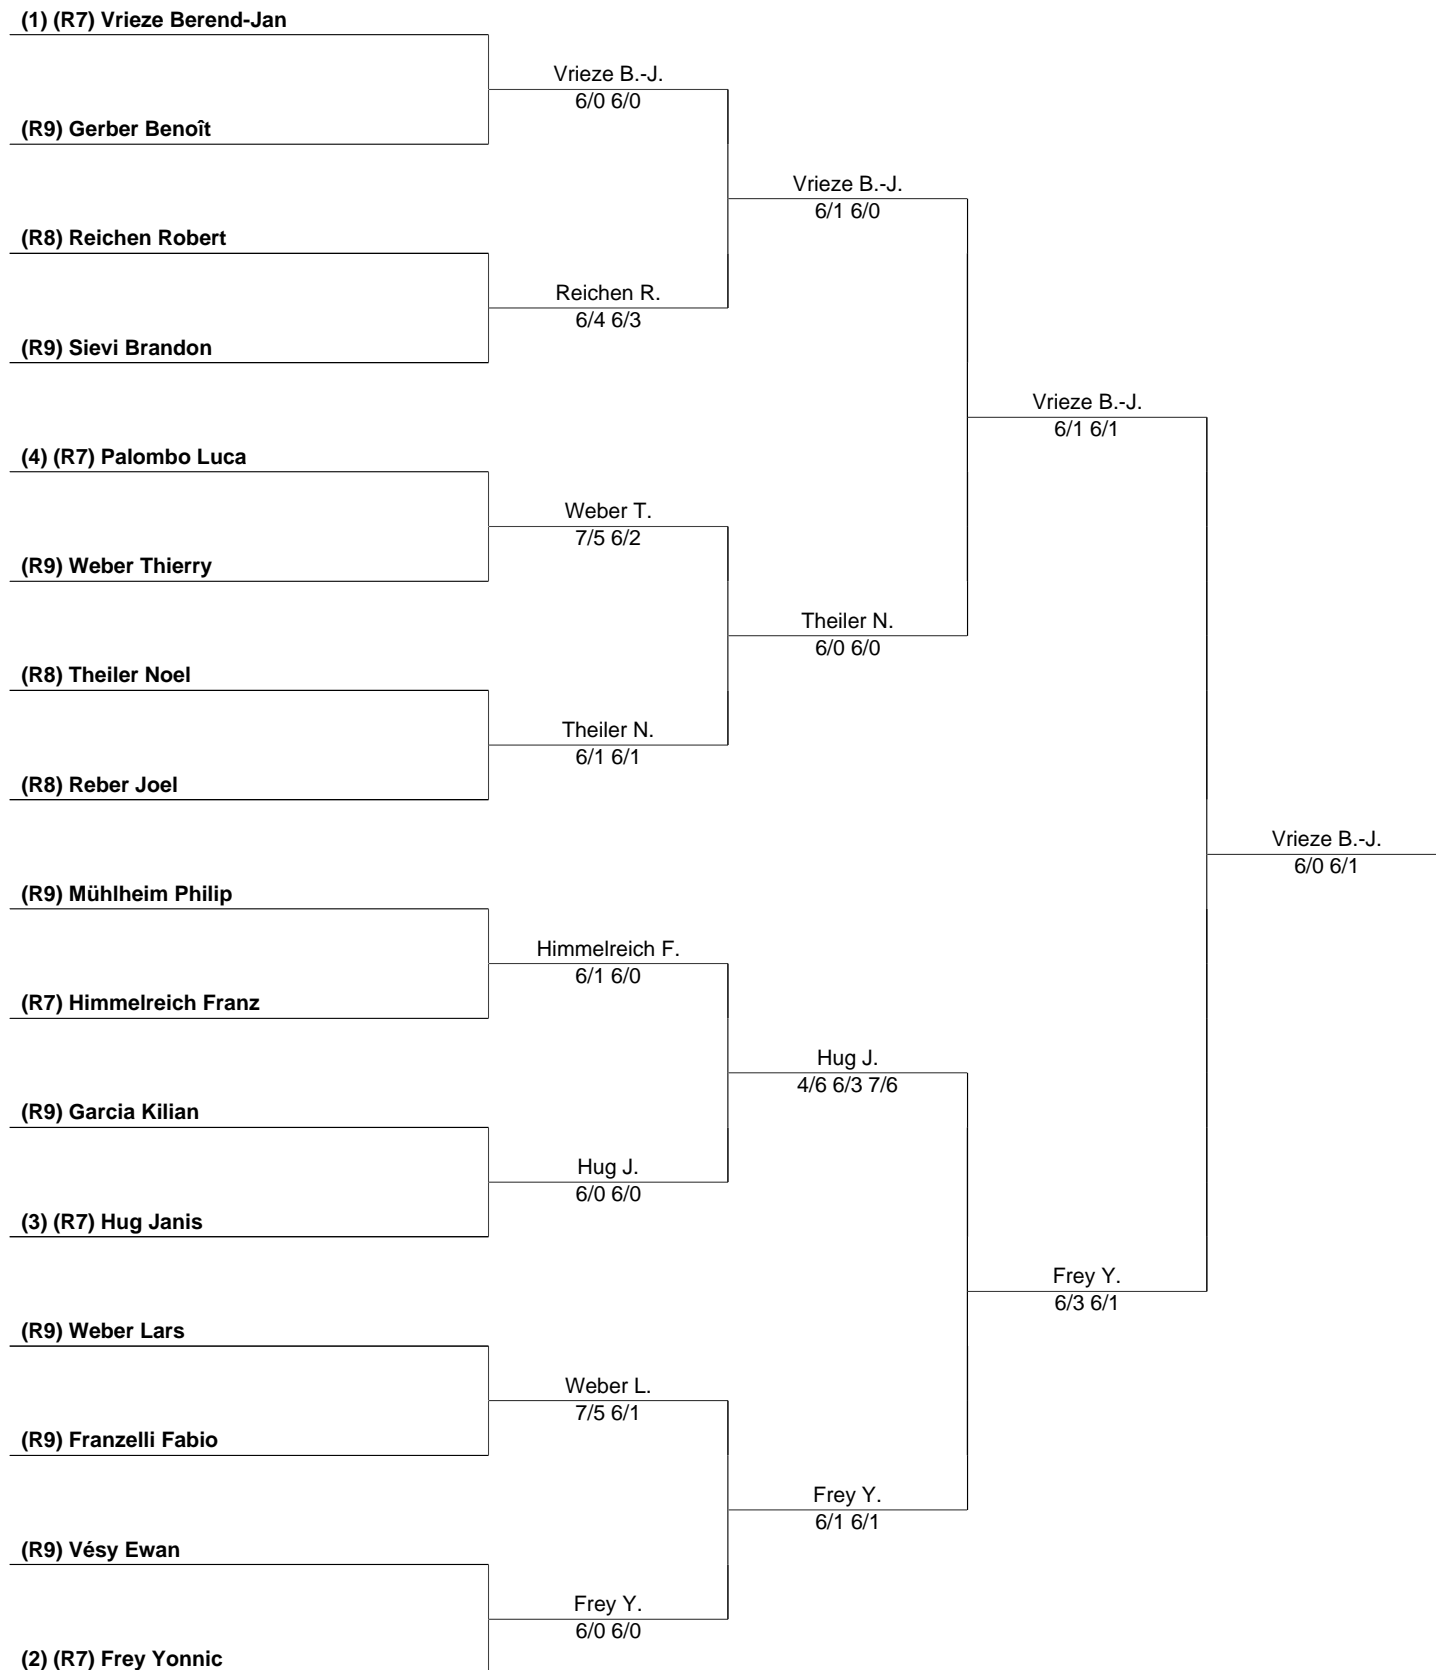 (1) (R7) Vrieze Berend-Jan
Vrieze B.-J.
6/0 6/0
(R9) Gerber Benoît
Vrieze B.-J.
6/1 6/0
(R8) Reichen Robert
Reichen R.
6/4 6/3
(R9) Sievi Brandon
Vrieze B.-J.
6/1 6/1
(4) (R7) Palombo Luca
Weber T.
7/5 6/2
(R9) Weber Thierry
Theiler N.
6/0 6/0
(R8) Theiler Noel
Theiler N.
6/1 6/1
(R8) Reber Joel
Vrieze B.-J.
6/0 6/1
(R9) Mühlheim Philip
Himmelreich F.
6/1 6/0
(R7) Himmelreich Franz
Hug J.
4/6 6/3 7/6
(R9) Garcia Kilian
Hug J.
6/0 6/0
(3) (R7) Hug Janis
Frey Y.
6/3 6/1
(R9) Weber Lars
Weber L.
7/5 6/1
(R9) Franzelli Fabio
Frey Y.
6/1 6/1
(R9) Vésy Ewan
Frey Y.
6/0 6/0
(2) (R7) Frey Yonnic